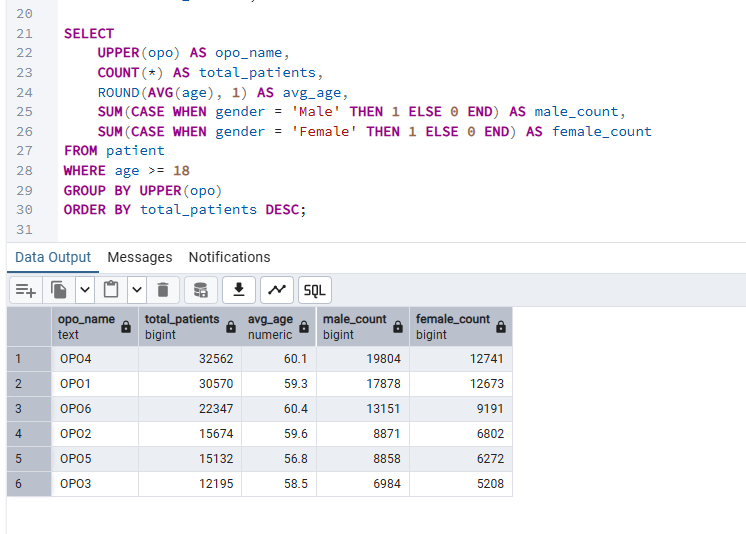 20
21 SELECT
22 UPPER(opo) AS opo_name,
23 COUNT(*) AS total_patients,
24 ROUND(AVG(age), 1) AS avg_age,
25 SUM(CASE WHEN gender = 'Male' THEN 1 ELSE 0 END) AS male_count,
26 SUM(CASE WHEN gender = 'Female' THEN 1 ELSE 0 END) AS female_count
27 FROM patient
28 WHERE age >= 18
29 GROUP BY UPPER(opo)
30 ORDER BY total_patients DESC;
31
Data Output Messages Notifications
SQL
opo_name total_patients avg_age male_count female_count
text bigint numeric bigint bigint
1 OPO4 32562 60.1 19804 12741
2 OPO1 30570 59.3 17878 12673
3 OPO6 22347 60.4 13151 9191
4 OPO2 15674 59.6 8871 6802
5 OPO5 15132 56.8 8858 6272
6 OPO3 12195 58.5 6984 5208